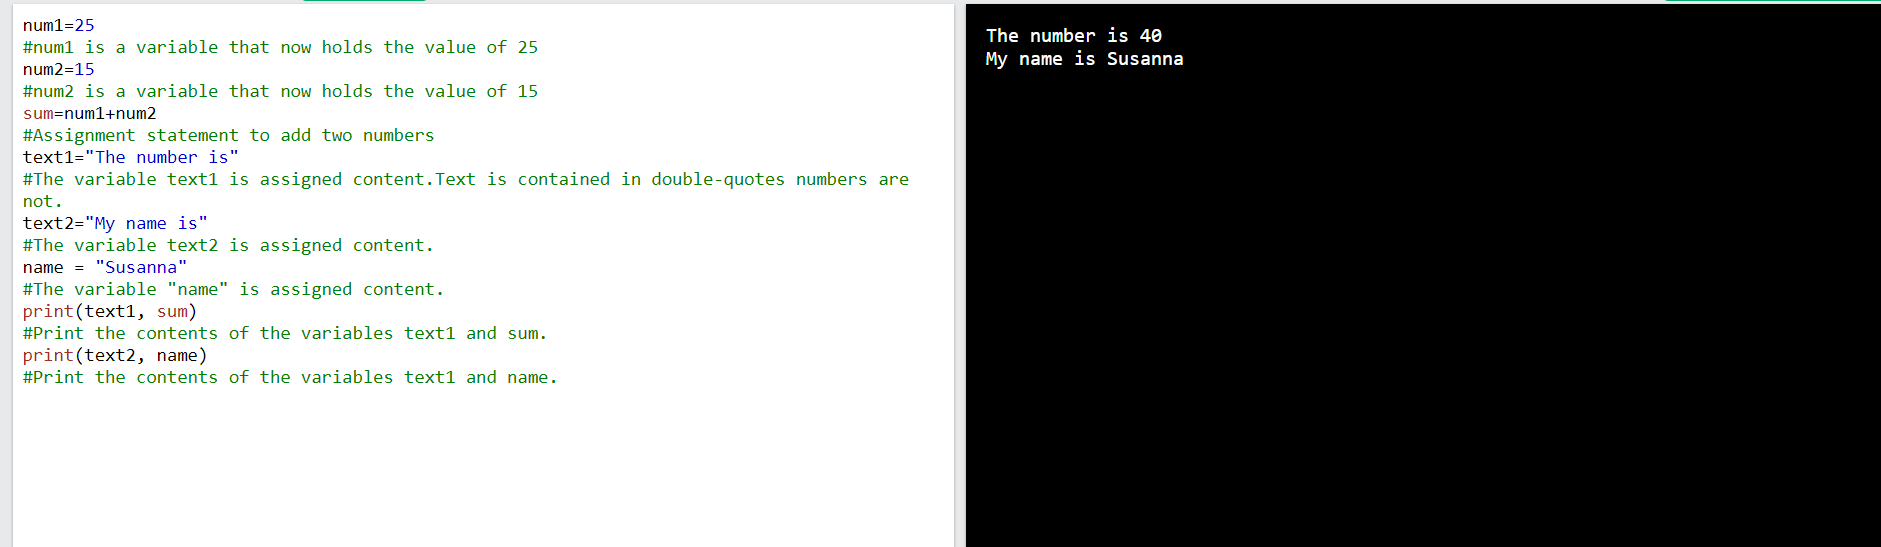 num1=25
#num1 is a variable that now holds the value of 25
num2=15
#num2 is a variable that now holds the value of 15
sum=num1+num2
#Assignment statement to add two numbers
text1="The number is"
#The variable text1 is assigned content.Text is contained in double-quotes numbers are
not.
text2="My name is"
#The variable text2 is assigned content.
name = "Susanna"
#The variable "name" is assigned content.
print(text1, sum)
#Print the contents of the variables text1 and sum.
print(text2, name)
#Print the contents of the variables text1 and name.
The number is 40
My name is Susanna